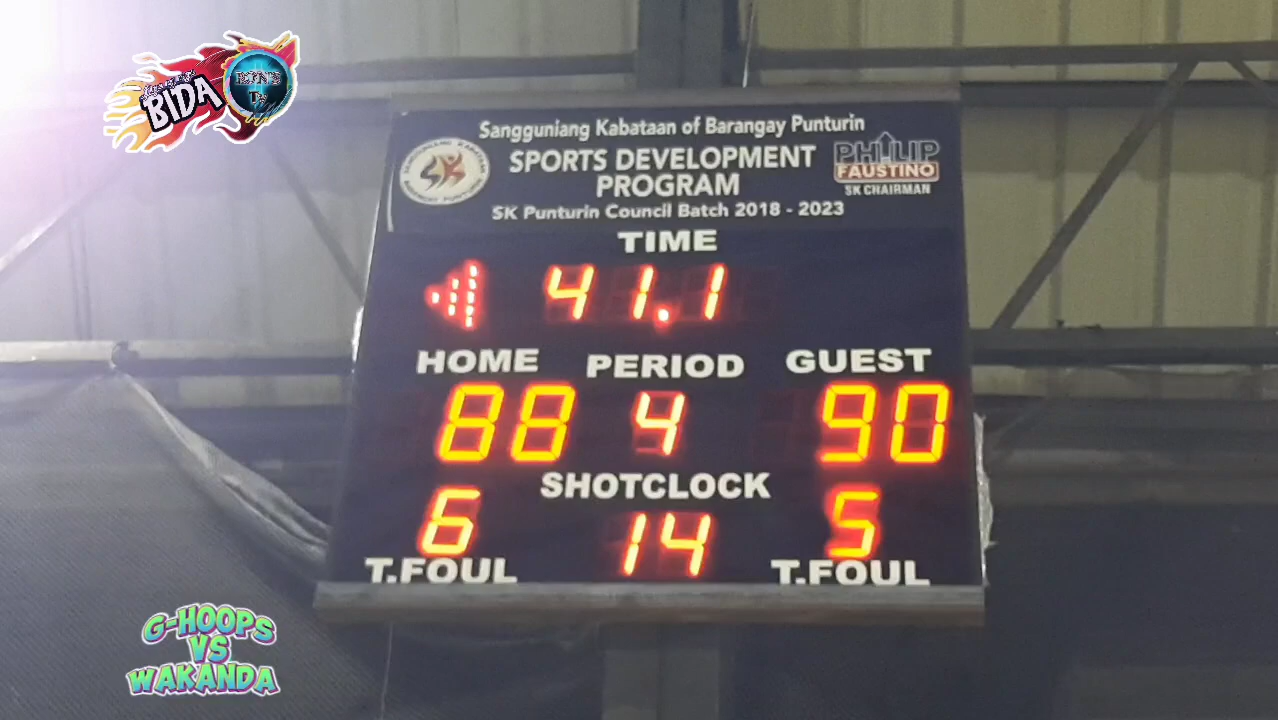 BIDA
Sangguniang Kabataan of Barangay Punturin
SPORTS DEVELOPMENT
PROGRAM
SK Punturin Council Batch 2018 - 2023
PHILIP
FAUSTINO
SK CHAIRMAN
TIME
41.1
HOME PERIOD GUEST
88 4 90
SHOTCLOCK
6 14 5
T.FOUL T.FOUL
G-HOOPS
VS
WAKANDA